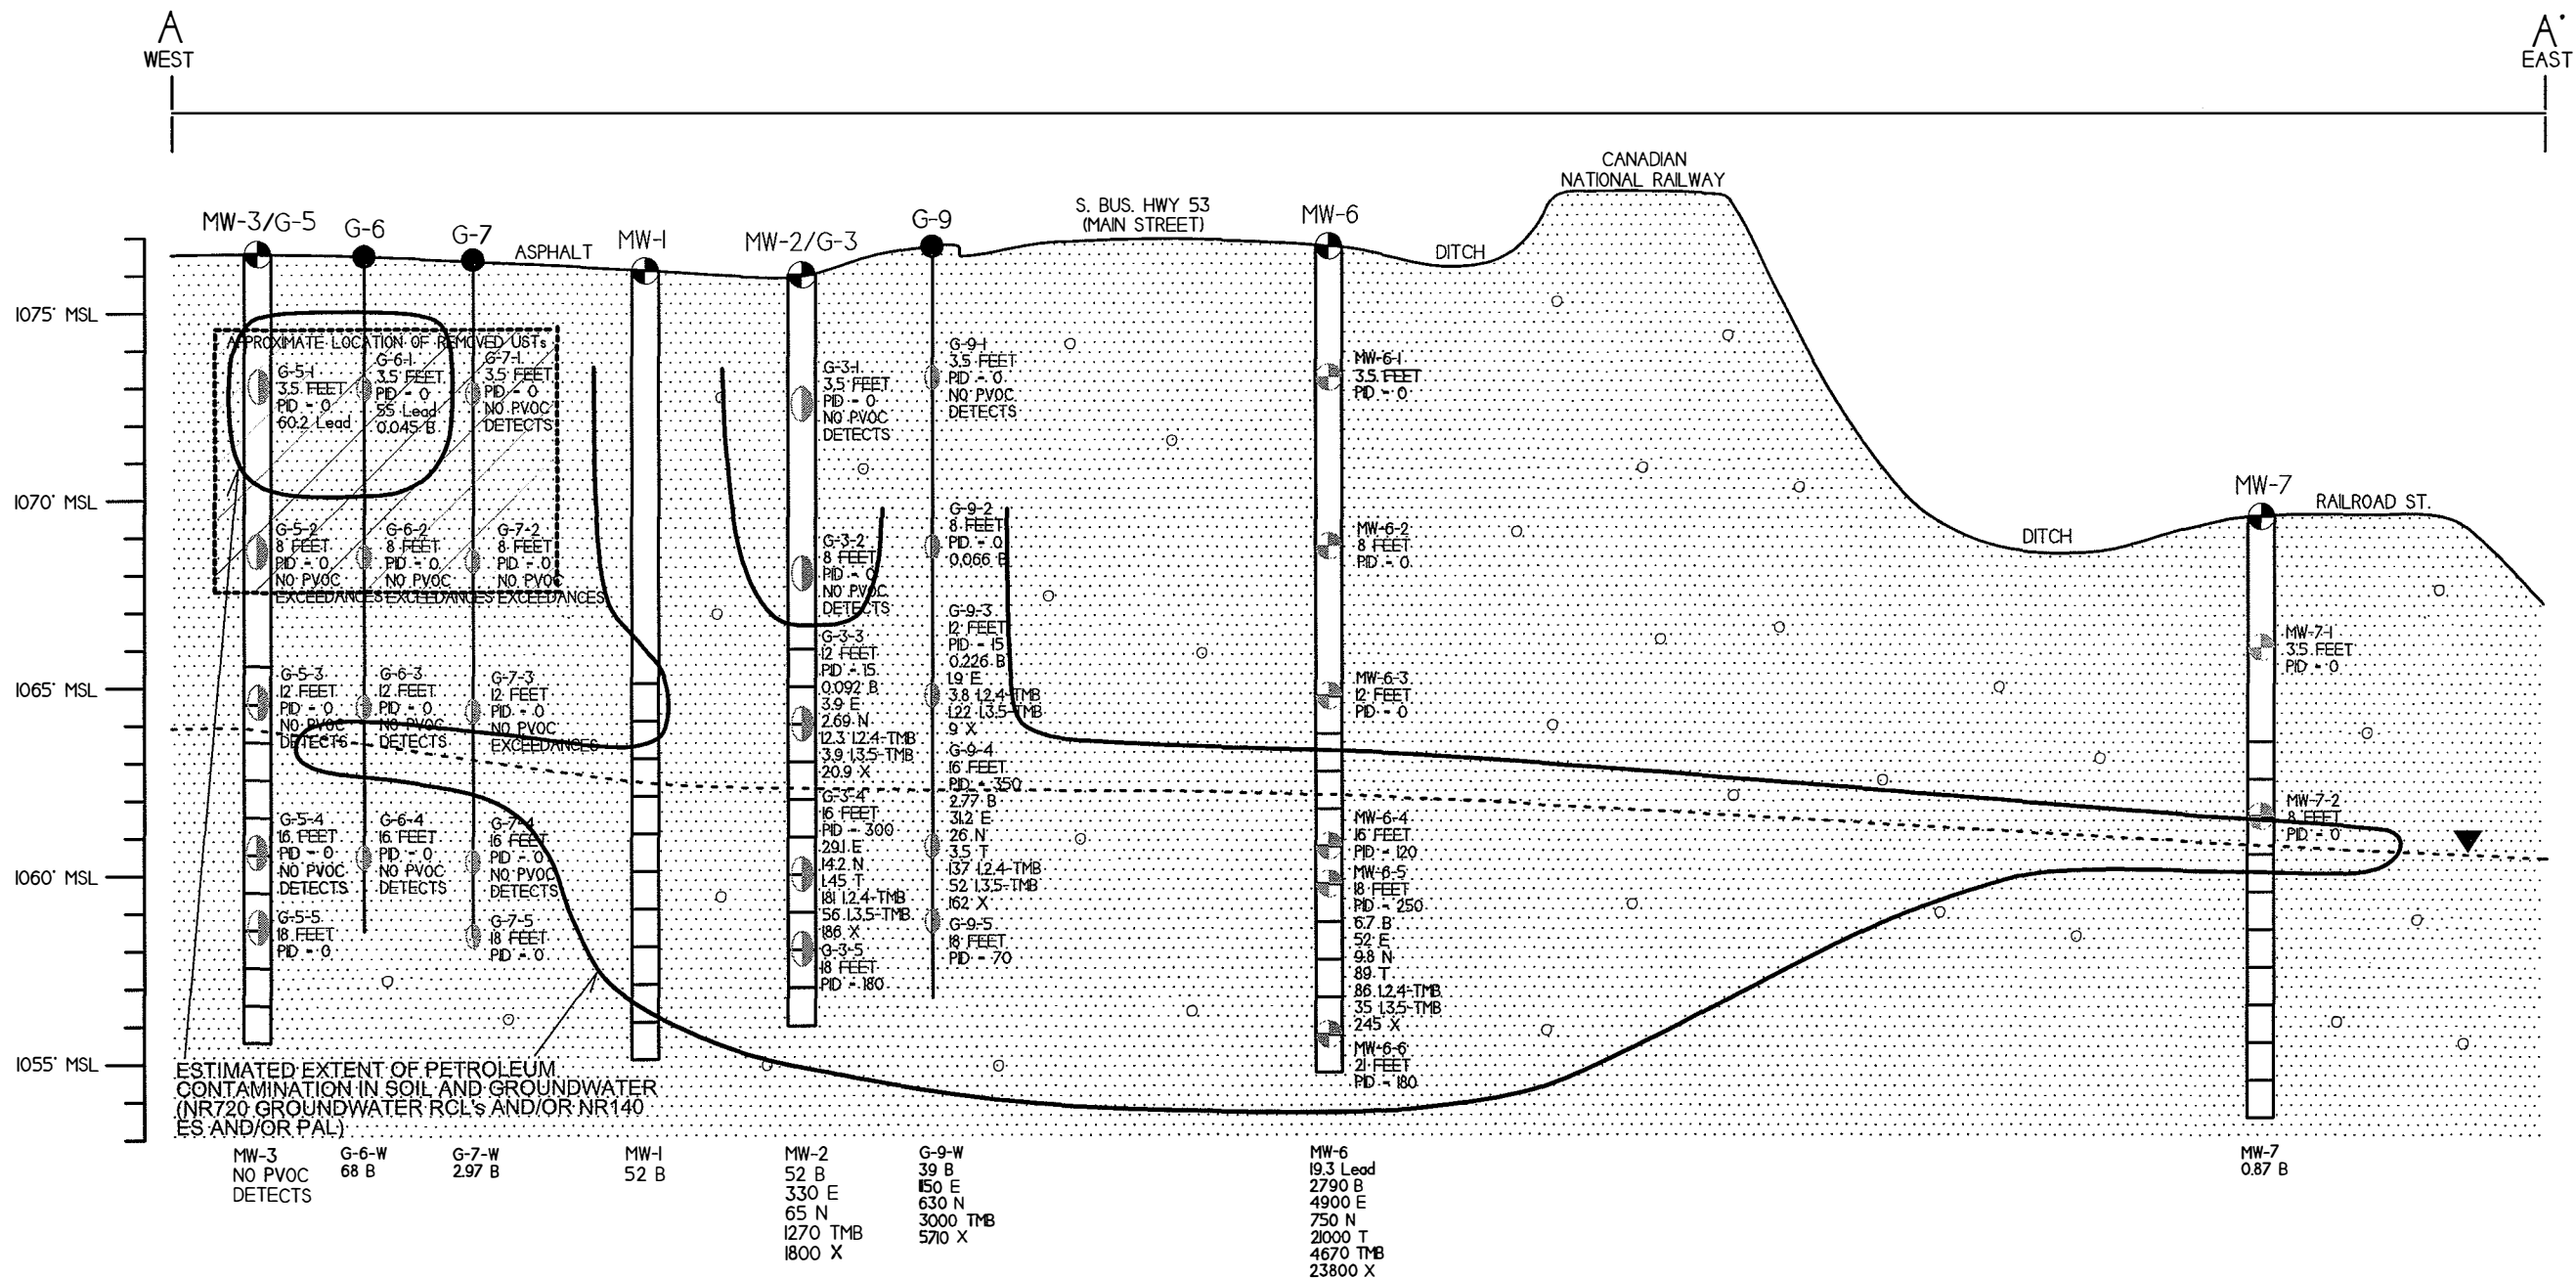 A
WEST
A'
EAST
CANADIAN
NATIONAL RAILWAY
MW-3/G-5
G-6
G-7
ASPHALT
MW-1
MW-2/G-3
G-9
S. BUS. HWY 53
(MAIN STREET)
MW-6
DITCH
DITCH
MW-7
RAILROAD ST.
1075' MSL
1070' MSL
1065' MSL
1060' MSL
1055' MSL
APPROXIMATE LOCATION OF REMOVED USTs
G-5-1
3.5 FEET
PID - 0
60.2 Lead
G-5-2
8 FEET
PID - 0
NO PVOC
EXCEEDANCES
G-5-3
12 FEET
PID - 0
NO PVOC
DETECTS
G-5-4
16 FEET
PID - 0
NO PVOC
DETECTS
G-5-5
18 FEET
PID - 0
G-6-1
3.5 FEET
PID - 0
55 Lead
0.045 B
G-6-2
8 FEET
PID - 0
NO PVOC
EXCEEDANCES
G-6-3
12 FEET
PID - 0
NO PVOC
DETECTS
G-6-4
16 FEET
PID - 0
NO PVOC
DETECTS
G-7-1
3.5 FEET
PID - 0
NO PVOC
DETECTS
G-7-2
8 FEET
PID - 0
NO PVOC
EXCEEDANCES
G-7-3
12 FEET
PID - 0
NO PVOC
EXCEEDANCES
G-7-4
16 FEET
PID - 0
NO PVOC
DETECTS
G-7-5
18 FEET
PID - 0
G-3-1
3.5 FEET
PID - 0
NO PVOC
DETECTS
G-3-2
8 FEET
PID - 0
NO PVOC
DETECTS
G-3-3
12 FEET
PID - 15
0.092 B
3.9 E
2.69 N
12.3 1,2,4-TMB
3.9 1,3,5-TMB
20.9 X
G-3-4
16 FEET
PID - 300
29.1 E
14.2 N
1.45 T
181 1,2,4-TMB
56 1,3,5-TMB
186 X
G-3-5
18 FEET
PID - 180
G-9-1
3.5 FEET
PID - 0
NO PVOC
DETECTS
G-9-2
8 FEET
PID - 0
0.066 B
G-9-3
12 FEET
PID - 15
0.226 B
1.9 E
3.8 1,2,4-TMB
1.22 1,3,5-TMB
9 X
G-9-4
16 FEET
PID - 350
2.77 B
31.2 E
26 N
3.5 T
137 1,2,4-TMB
52 1,3,5-TMB
162 X
G-9-5
18 FEET
PID - 70
MW-6-1
3.5 FEET
PID - 0
MW-6-2
8 FEET
PID - 0
MW-6-3
12 FEET
PID - 0
MW-6-4
16 FEET
PID - 120
MW-6-5
18 FEET
PID - 250
6.7 B
52 E
9.8 N
89 T
86 1,2,4-TMB
35 1,3,5-TMB
245 X
MW-6-6
21 FEET
PID - 180
MW-7-1
3.5 FEET
PID - 0
MW-7-2
8 FEET
PID - 0
ESTIMATED EXTENT OF PETROLEUM
CONTAMINATION IN SOIL AND GROUNDWATER
(NR720 GROUNDWATER RCL's AND/OR NR140
ES AND/OR PAL)
MW-3
NO PVOC
DETECTS
G-6-W
68 B
G-7-W
2.97 B
MW-1
52 B
MW-2
52 B
330 E
65 N
1270 TMB
1800 X
G-9-W
39 B
1150 E
630 N
3000 TMB
5710 X
MW-6
19.3 Lead
2790 B
4900 E
750 N
21000 T
4670 TMB
23800 X
MW-7
0.87 B